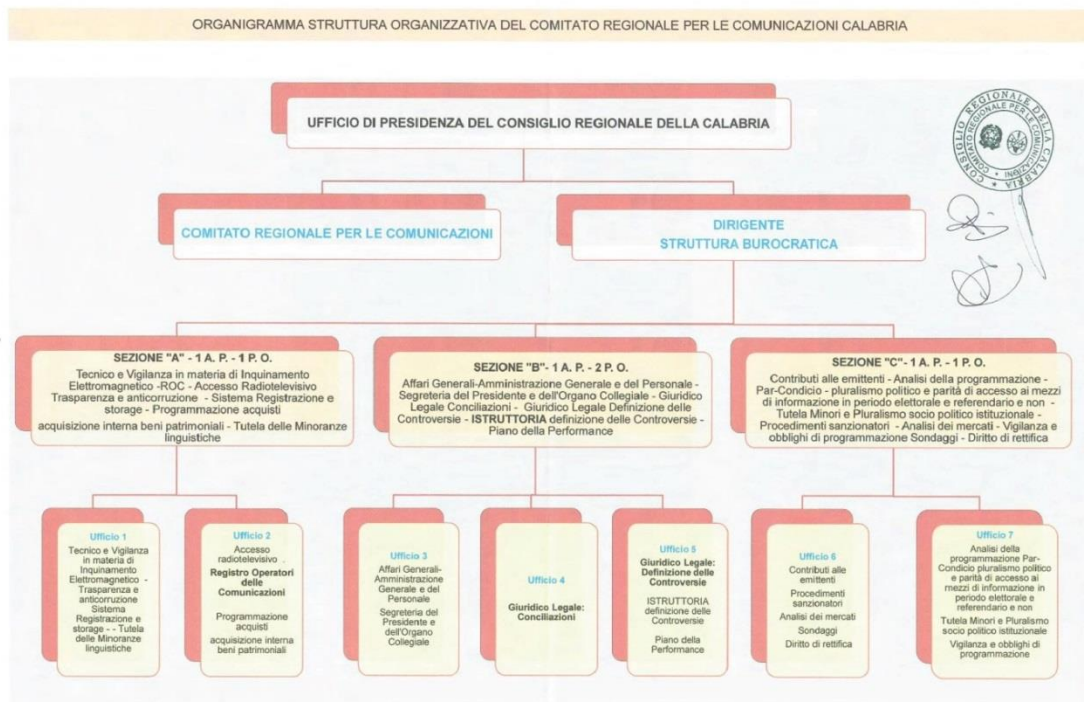 ORGANIGRAMMA STRUTTURA ORGANIZZATIVA DEL COMITATO REGIONALE PER LE COMUNICAZIONI CALABRIA
UFFICIO DI PRESIDENZA DEL CONSIGLIO REGIONALE DELLA CALABRIA
CONSIGLIO REGIONALE DELLA CALABRIA
COMITATO REGIONALE PER LE COMUNICAZIONI
COMITATO REGIONALE PER LE COMUNICAZIONI
DIRIGENTE
STRUTTURA BUROCRATICA
SEZIONE "A" - 1 A. P. - 1 P. O.
Tecnico e Vigilanza in materia di Inquinamento
Elettromagnetico -ROC - Accesso Radiotelevisivo
Trasparenza e anticorruzione - Sistema Registrazione e
storage - Programmazione acquisti
acquisizione interna beni patrimoniali - Tutela delle Minoranze
linguistiche
SEZIONE "B"- 1 A. P. - 2 P. O.
Affari Generali-Amministrazione Generale e del Personale -
Segreteria del Presidente e dell'Organo Collegiale - Giuridico
Legale Conciliazioni - Giuridico Legale Definizione delle
Controversie - ISTRUTTORIA definizione delle Controversie -
Piano della Performance
SEZIONE "C"- 1 A. P. - 1 P. O.
Contributi alle emittenti - Analisi della programmazione -
Par-Condicio - pluralismo politico e parità di accesso ai mezzi
di informazione in periodo elettorale e referendario e non -
Tutela Minori e Pluralismo socio politico istituzionale -
Procedimenti sanzionatori - Analisi dei mercati - Vigilanza e
obblighi di programmazione Sondaggi - Diritto di rettifica
Ufficio 1
Tecnico e Vigilanza
in materia di
Inquinamento
Elettromagnetico -
Trasparenza e
anticorruzione
Sistema
Registrazione e
storage - - Tutela
delle Minoranze
linguistiche
Ufficio 2
Accesso
radiotelevisivo .
Registro Operatori
delle
Comunicazioni
Programmazione
acquisti
acquisizione interna
beni patrimoniali
Ufficio 3
Affari Generali-
Amministrazione
Generale e del
Personale
Segreteria del
Presidente e
dell'Organo
Collegiale
Ufficio 4
Giuridico Legale:
Conciliazioni
Ufficio 5
Giuridico Legale:
Definizione delle
Controversie
ISTRUTTORIA
definizione delle
Controversie
Piano della
Performance
Ufficio 6
Contributi alle
emittenti
Procedimenti
sanzionatori
Analisi dei mercati
Sondaggi
Diritto di rettifica
Ufficio 7
Analisi della
programmazione Par-
Condicio pluralismo politico
e parità di accesso ai
mezzi di informazione in
periodo elettorale e
referendario e non
Tutela Minori e Pluralismo
socio politico istituzionale
Vigilanza e obblighi di
programmazione